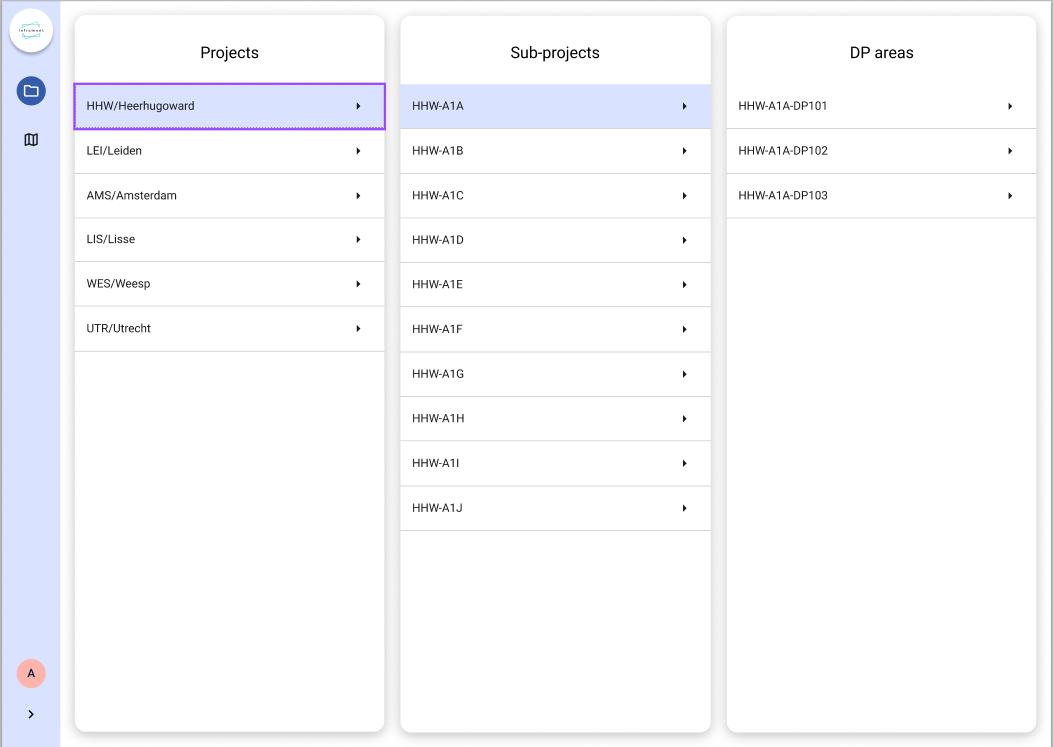 Projects
HHW/Heerhugoward
LEI/Leiden
AMS/Amsterdam
LIS/Lisse
WES/Weesp
UTR/Utrecht
Sub-projects
HHW-A1A
HHW-A1B
HHW-A1C
HHW-A1D
HHW-A1E
HHW-A1F
HHW-A1G
HHW-A1H
HHW-A1I
HHW-A1J
DP areas
HHW-A1A-DP101
HHW-A1A-DP102
HHW-A1A-DP103
A